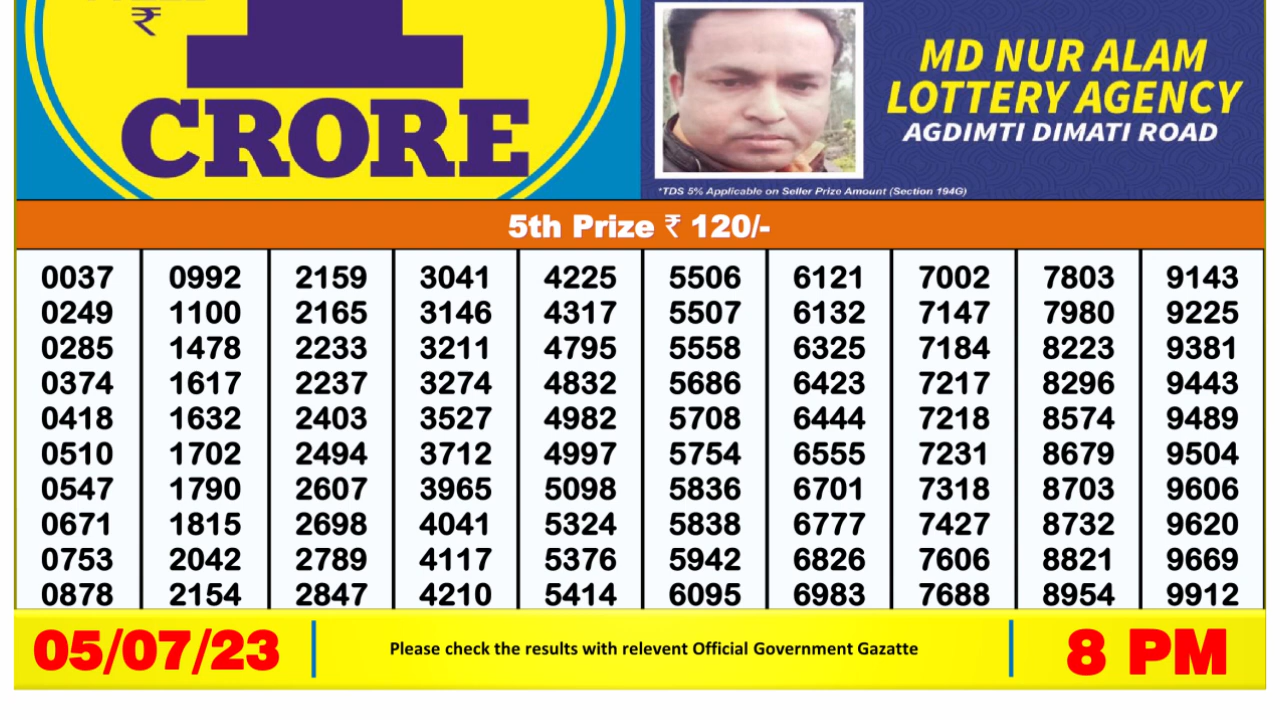 ₹
1
CRORE
MD NUR ALAM
LOTTERY AGENCY
AGDIMTI DIMATI ROAD
*TDS 5% Applicable on Seller Prize Amount (Section 194G)
5th Prize ₹ 120/-
0037 0992 2159 3041 4225 5506 6121 7002 7803 9143
0249 1100 2165 3146 4317 5507 6132 7147 7980 9225
0285 1478 2233 3211 4795 5558 6325 7184 8223 9381
0374 1617 2237 3274 4832 5686 6423 7217 8296 9443
0418 1632 2403 3527 4982 5708 6444 7218 8574 9489
0510 1702 2494 3712 4997 5754 6555 7231 8679 9504
0547 1790 2607 3965 5098 5836 6701 7318 8703 9606
0671 1815 2698 4041 5324 5838 6777 7427 8732 9620
0753 2042 2789 4117 5376 5942 6826 7606 8821 9669
0878 2154 2847 4210 5414 6095 6983 7688 8954 9912
05/07/23
Please check the results with relevent Official Government Gazatte
8 PM